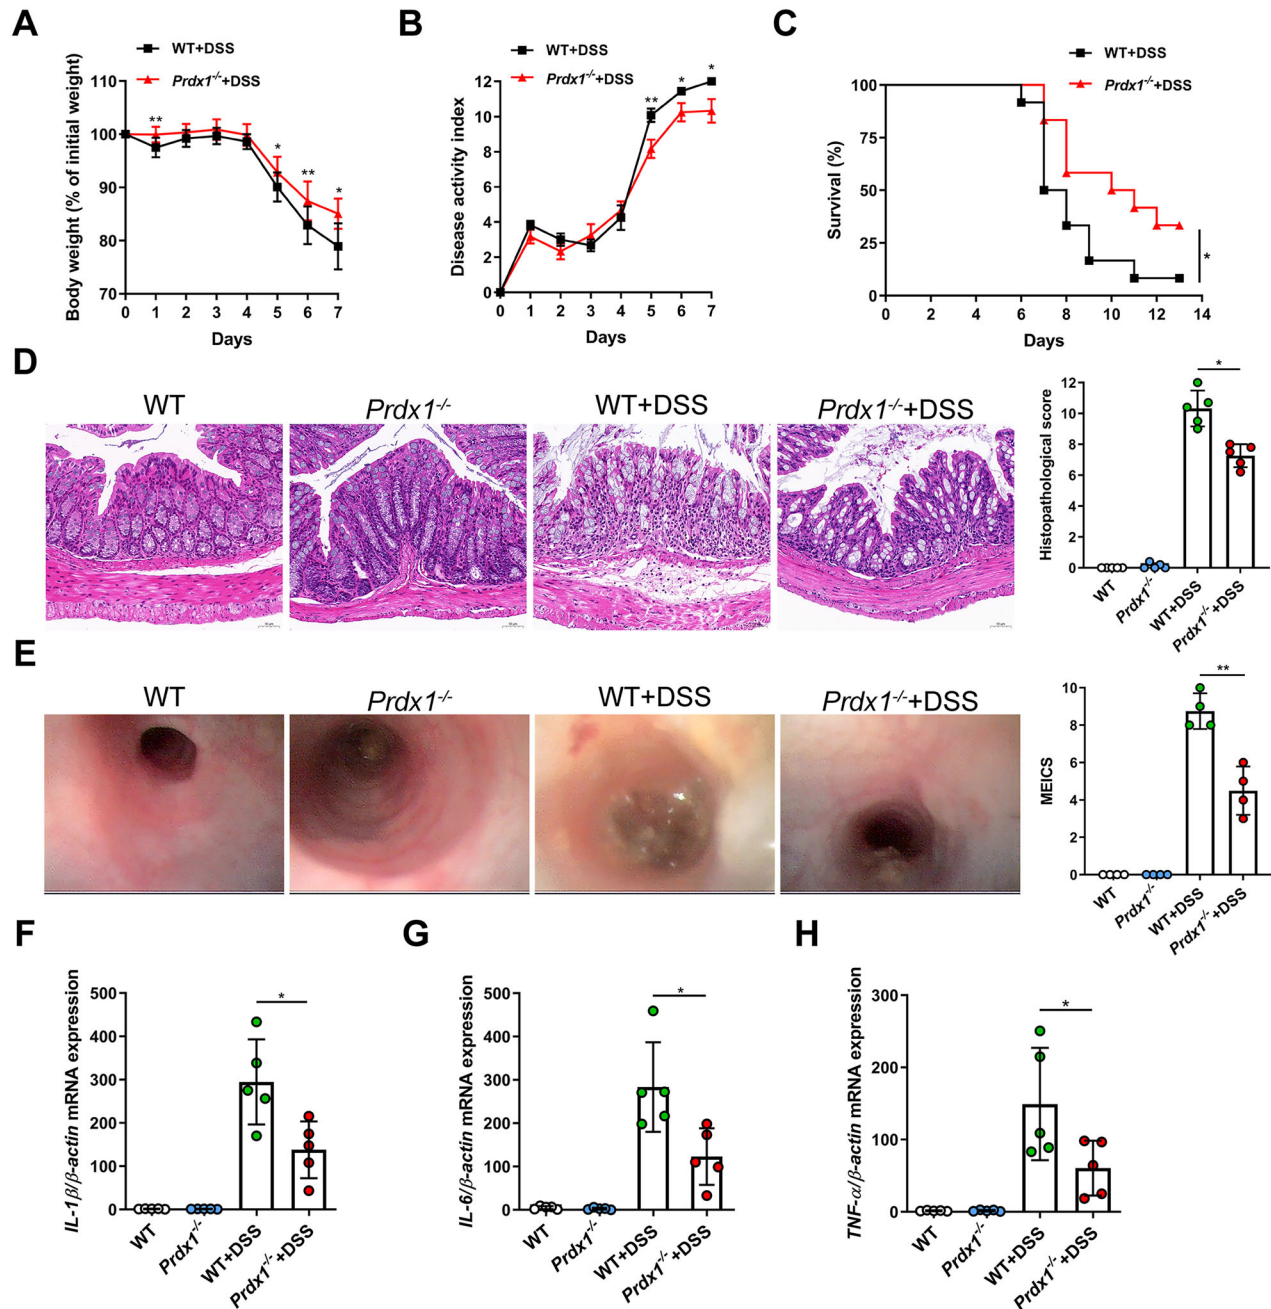 A
WT+DSS
Prdx1-/-+DSS
Body weight (% of initial weight)
110
100
90
80
70
**
*
**
*
0 1 2 3 4 5 6 7
Days
B
WT+DSS
Prdx1-/-+DSS
Disease activity index
12
10
8
6
4
2
0
**
*
*
0 1 2 3 4 5 6 7
Days
C
WT+DSS
Prdx1-/-+DSS
Survival (%)
100
75
50
25
0
*
0 2 4 6 8 10 12 14
Days
D
WT
Prdx1-/-
WT+DSS
Prdx1-/-+DSS
Histopathological score
12
10
8
6
4
2
0
*
WT
Prdx1-/-
WT+DSS
Prdx1-/-+DSS
E
WT
Prdx1-/-
WT+DSS
Prdx1-/-+DSS
MEICS
10
8
6
4
2
0
**
WT
Prdx1-/-
WT+DSS
Prdx1-/-+DSS
F
IL-1β/β-actin mRNA expression
500
400
300
200
100
0
*
WT
Prdx1-/-
WT+DSS
Prdx1-/-+DSS
G
IL-6/β-actin mRNA expression
500
400
300
200
100
0
*
WT
Prdx1-/-
WT+DSS
Prdx1-/-+DSS
H
TNF-α/β-actin mRNA expression
300
200
100
0
*
WT
Prdx1-/-
WT+DSS
Prdx1-/-+DSS